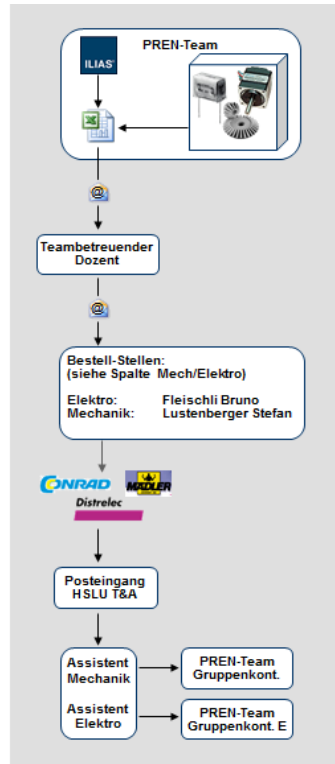 PREN-Team
ILIAS®
@
Teambetreuender
Dozent
@
Bestell-Stellen:
(siehe Spalte Mech/Elektro)
Elektro: Fleischli Bruno
Mechanik: Lustenberger Stefan
CONRAD
MÄDLER
Distrelec
Posteingang
HSLU T&A
Assistent
Mechanik
PREN-Team
Gruppenkont.
Assistent
Elektro
PREN-Team
Gruppenkont. E